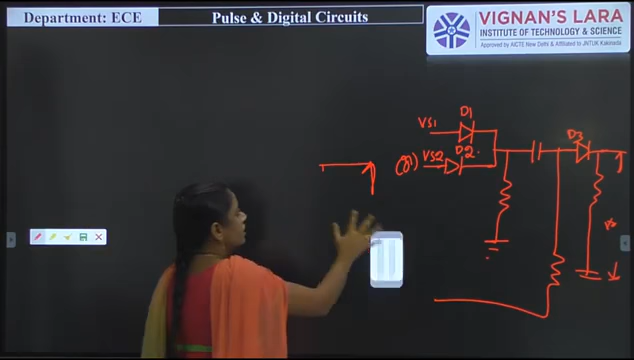 Department: ECE
Pulse & Digital Circuits
VIGNAN'S LARA
INSTITUTE OF TECHNOLOGY & SCIENCE
Approved by AICTE New Delhi & Affiliated to JNTUK Kakinada
D1
VS1
D3
D2
VS2